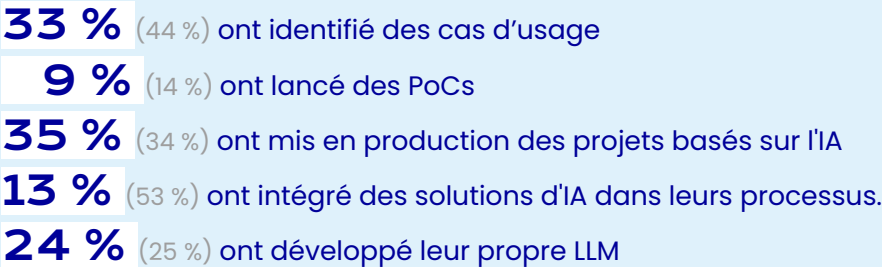 33 % (44 %) ont identifié des cas d’usage
9 % (14 %) ont lancé des PoCs
35 % (34 %) ont mis en production des projets basés sur l'IA
13 % (53 %) ont intégré des solutions d'IA dans leurs processus.
24 % (25 %) ont développé leur propre LLM